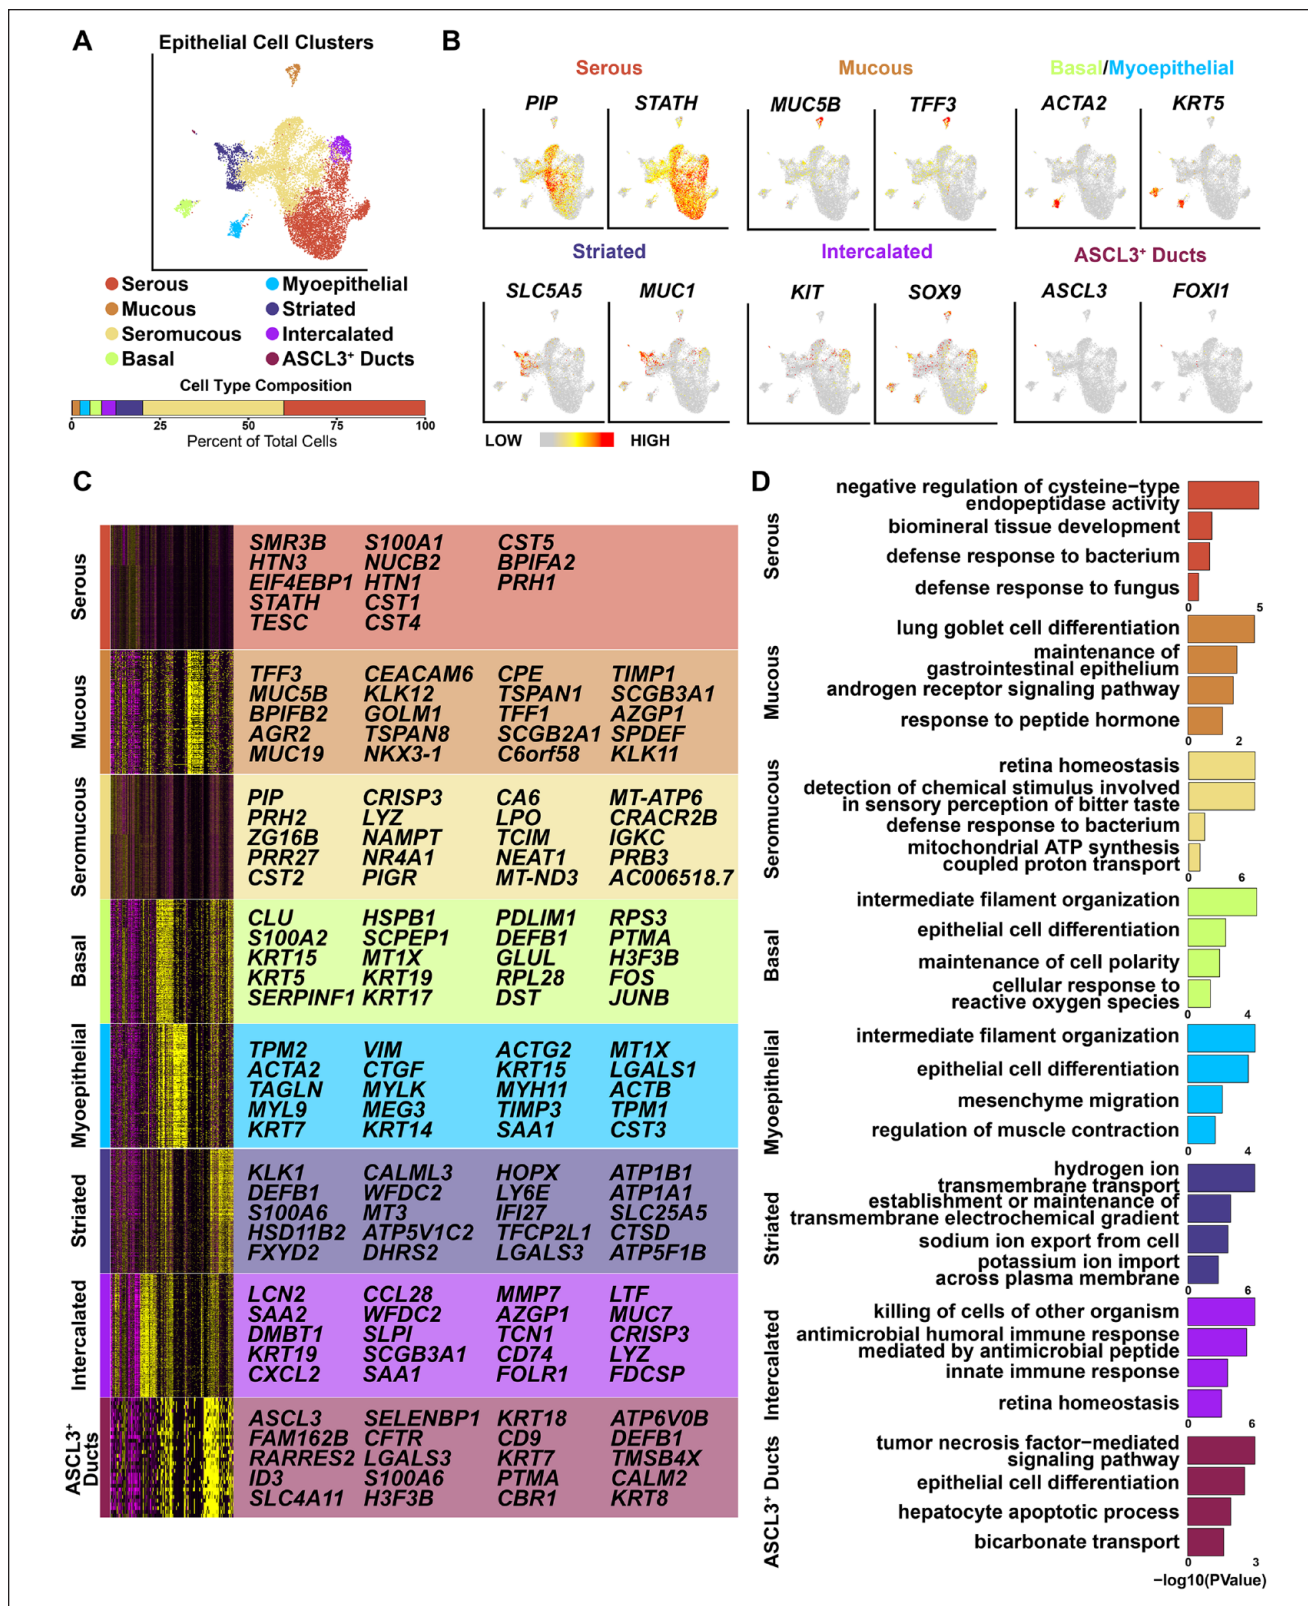 A
Epithelial Cell Clusters
Serous
Mucous
Seromucous
Basal
Myoepithelial
Striated
Intercalated
ASCL3+ Ducts
Cell Type Composition
0 25 50 75 100
Percent of Total Cells
B
Serous
PIP STATH
Mucous
MUC5B TFF3
Basal/Myoepithelial
ACTA2 KRT5
Striated
SLC5A5 MUC1
Intercalated
KIT SOX9
ASCL3+ Ducts
ASCL3 FOXI1
LOW HIGH
C
Serous
SMR3B S100A1 CST5
HTN3 NUCB2 BPIFA2
EIF4EBP1 HTN1 PRH1
STATH CST1
TESC CST4
Mucous
TFF3 CEACAM6 CPE TIMP1
MUC5B KLK12 TSPAN1 SCGB3A1
BPIFB2 GOLM1 TFF1 AZGP1
AGR2 TSPAN8 SCGB2A1 SPDEF
MUC19 NKX3-1 C6orf58 KLK11
Seromucous
PIP CRISP3 CA6 MT-ATP6
PRH2 LYZ LPO CRACR2B
ZG16B NAMPT TCIM IGKC
PRR27 NR4A1 NEAT1 PRB3
CST2 PIGR MT-ND3 AC006518.7
Basal
CLU HSPB1 PDLIM1 RPS3
S100A2 SCPEP1 DEFB1 PTMA
KRT15 MT1X GLUL H3F3B
KRT5 KRT19 RPL28 FOS
SERPINF1 KRT17 DST JUNB
Myoepithelial
TPM2 VIM ACTG2 MT1X
ACTA2 CTGF KRT15 LGALS1
TAGLN MYLK MYH11 ACTB
MYL9 MEG3 TIMP3 TPM1
KRT7 KRT14 SAA1 CST3
Striated
KLK1 CALML3 HOPX ATP1B1
DEFB1 WFDC2 LY6E ATP1A1
S100A6 MT3 IFI27 SLC25A5
HSD11B2 ATP5V1C2 TFCP2L1 CTSD
FXYD2 DHRS2 LGALS3 ATP5F1B
Intercalated
LCN2 CCL28 MMP7 LTF
SAA2 WFDC2 AZGP1 MUC7
DMBT1 SLPI TCN1 CRISP3
KRT19 SCGB3A1 CD74 LYZ
CXCL2 SAA1 FOLR1 FDCSP
ASCL3+
Ducts
ASCL3 SELENBP1 KRT18 ATP6V0B
FAM162B CFTR CD9 DEFB1
RARRES2 LGALS3 KRT7 TMSB4X
ID3 S100A6 PTMA CALM2
SLC4A11 H3F3B CBR1 KRT8
D
Serous
negative regulation of cysteine−type
endopeptidase activity
biomineral tissue development
defense response to bacterium
defense response to fungus
0 5
Mucous
lung goblet cell differentiation
maintenance of
gastrointestinal epithelium
androgen receptor signaling pathway
response to peptide hormone
0 2
Seromucous
retina homeostasis
detection of chemical stimulus involved
in sensory perception of bitter taste
defense response to bacterium
mitochondrial ATP synthesis
coupled proton transport
0 6
Basal
intermediate filament organization
epithelial cell differentiation
maintenance of cell polarity
cellular response to
reactive oxygen species
0 4
Myoepithelial
intermediate filament organization
epithelial cell differentiation
mesenchyme migration
regulation of muscle contraction
0 4
Striated
hydrogen ion
transmembrane transport
establishment or maintenance of
transmembrane electrochemical gradient
sodium ion export from cell
potassium ion import
across plasma membrane
0 6
Intercalated
killing of cells of other organism
antimicrobial humoral immune response
mediated by antimicrobial peptide
innate immune response
retina homeostasis
0 6
ASCL3+ Ducts
tumor necrosis factor−mediated
signaling pathway
epithelial cell differentiation
hepatocyte apoptotic process
bicarbonate transport
0 3
−log10(PValue)